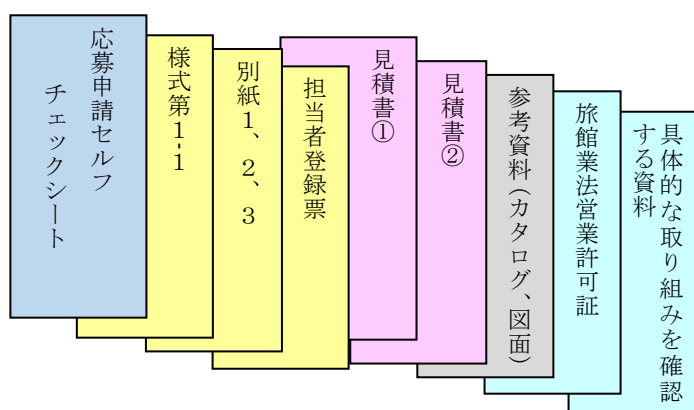 応募申請セルフ
チェックシート
様式第1-1
別紙1、2、3
担当者登録票
見積書①
見積書②
参考資料(カタログ、図面)
旅館業法営業許可証
具体的な取り組みを確認
する資料